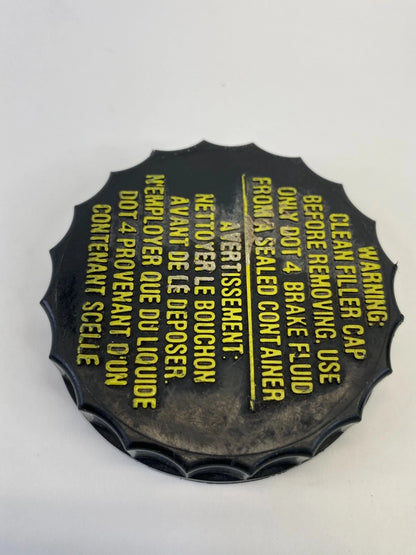 WARNING:
CLEAN FILLER CAP
BEFORE REMOVING. USE
ONLY DOT 4 BRAKE FLUID
FROM A SEALED CONTAINER
AVERTISSEMENT:
NETTOYER LE BOUCHON
AVANT DE LE DEPOSER.
N'EMPLOYER QUE DU LIQUIDE
DOT 4 PROVENANT D'UN
CONTENANT SCELLE